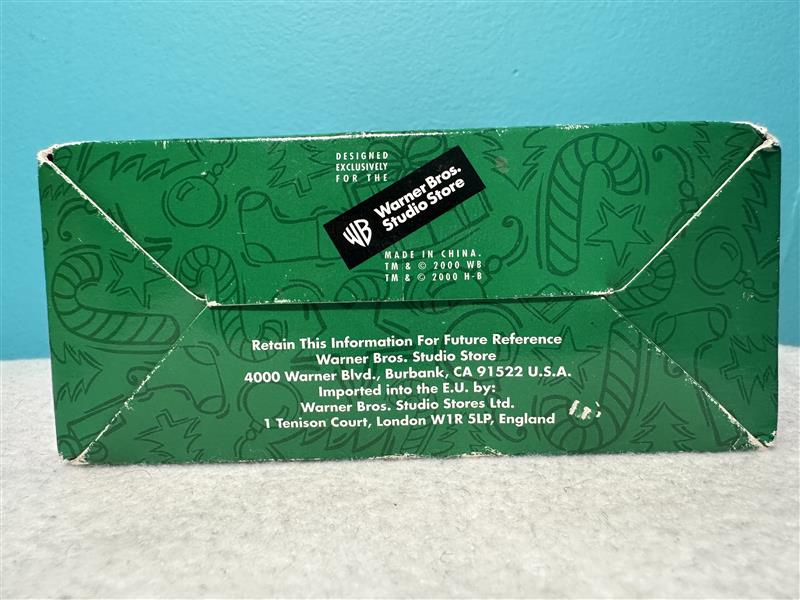 DESIGNED
EXCLUSIVELY
FOR THE
WB Warner Bros.
Studio Store
MADE IN CHINA.
TM & © 2000 WB
TM & © 2000 H-B
Retain This Information For Future Reference
Warner Bros. Studio Store
4000 Warner Blvd., Burbank, CA 91522 U.S.A.
Imported into the E.U. by:
Warner Bros. Studio Stores Ltd.
1 Tenison Court, London W1R 5LP, England